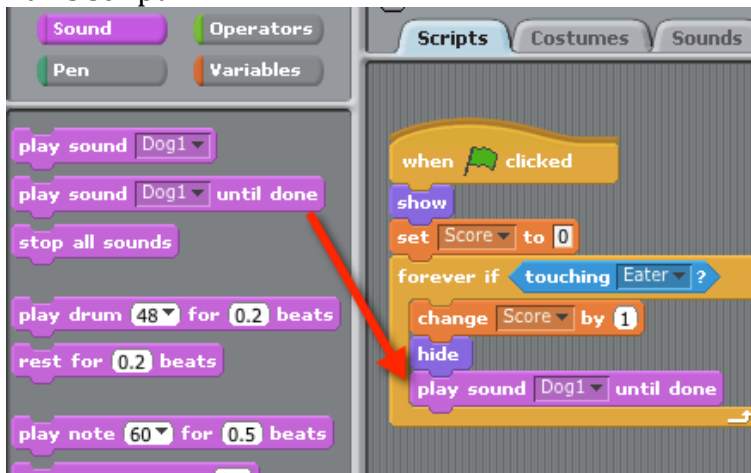 Sound Operators
Pen Variables
Scripts Costumes Sounds
play sound Dog1
play sound Dog1 until done
stop all sounds
play drum 48 for 0.2 beats
rest for 0.2 beats
play note 60 for 0.5 beats
when clicked
show
set Score to 0
forever if touching Eater ?
change Score by 1
hide
play sound Dog1 until done